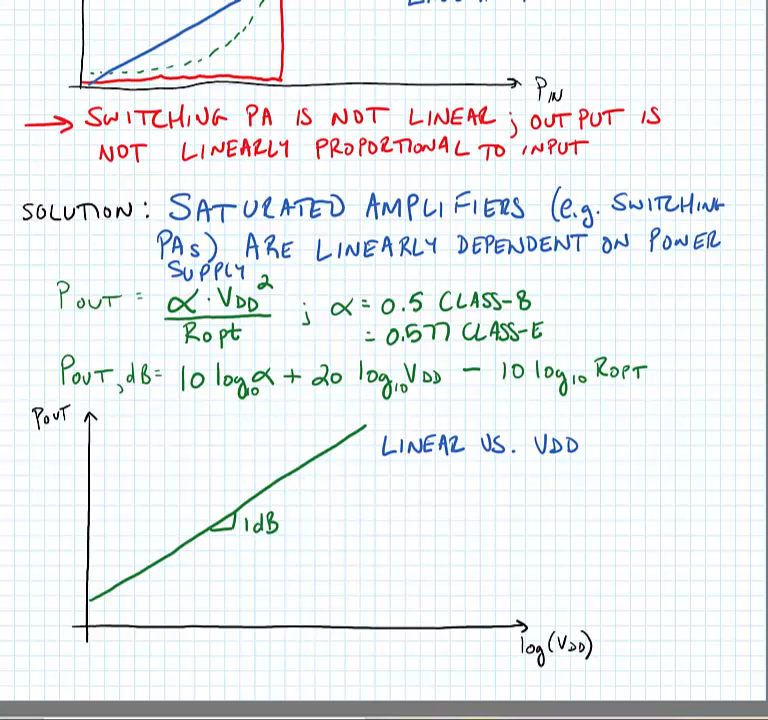 PIN
→ SWITCHING PA IS NOT LINEAR ; OUTPUT IS
NOT LINEARLY PROPORTIONAL TO INPUT
SOLUTION: SATURATED AMPLIFIERS (e.g. SWITCHING
PAs) ARE LINEARLY DEPENDENT ON POWER
SUPPLY
POUT = α · VDD² / Ropt ; α = 0.5 CLASS-B
= 0.577 CLASS-E
POUT,dB = 10 log10 α + 20 log10 VDD − 10 log10 ROPT
POUT
LINEAR VS. VDD
1dB
log(VDD)